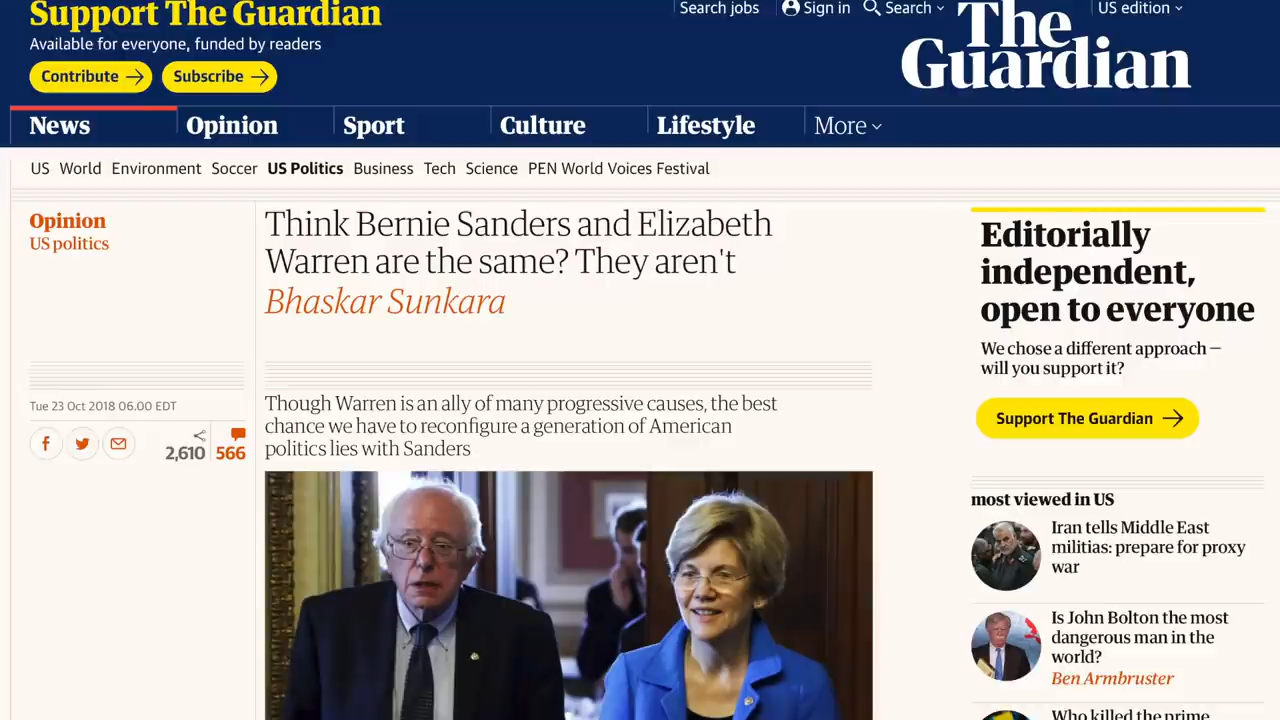 Support The Guardian
Available for everyone, funded by readers
Contribute
Subscribe
Search jobs
Sign in
Search
US edition
The
Guardian
News
Opinion
Sport
Culture
Lifestyle
More
US
World
Environment
Soccer
US Politics
Business
Tech
Science
PEN World Voices Festival
Opinion
US politics
Think Bernie Sanders and Elizabeth
Warren are the same? They aren't
Bhaskar Sunkara
Tue 23 Oct 2018 06.00 EDT
2,610
566
Though Warren is an ally of many progressive causes, the best
chance we have to reconfigure a generation of American
politics lies with Sanders
Editorially
independent,
open to everyone
We chose a different approach —
will you support it?
Support The Guardian
most viewed in US
Iran tells Middle East
militias: prepare for proxy
war
Is John Bolton the most
dangerous man in the
world?
Ben Armbruster
Who killed the prime